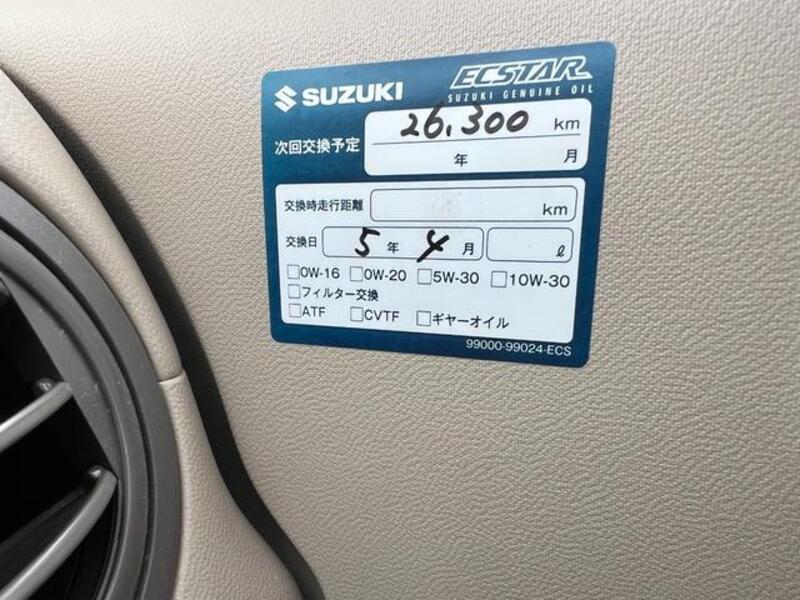 SUZUKI
ECSTAR
SUZUKI GENUINE OIL
次回交換予定 26,300 km
年 月
交換時走行距離 km
交換日 5年 4月 ℓ
0W-16 0W-20 5W-30 10W-30
フィルター交換
ATF CVTF ギヤーオイル
99000-99024-ECS